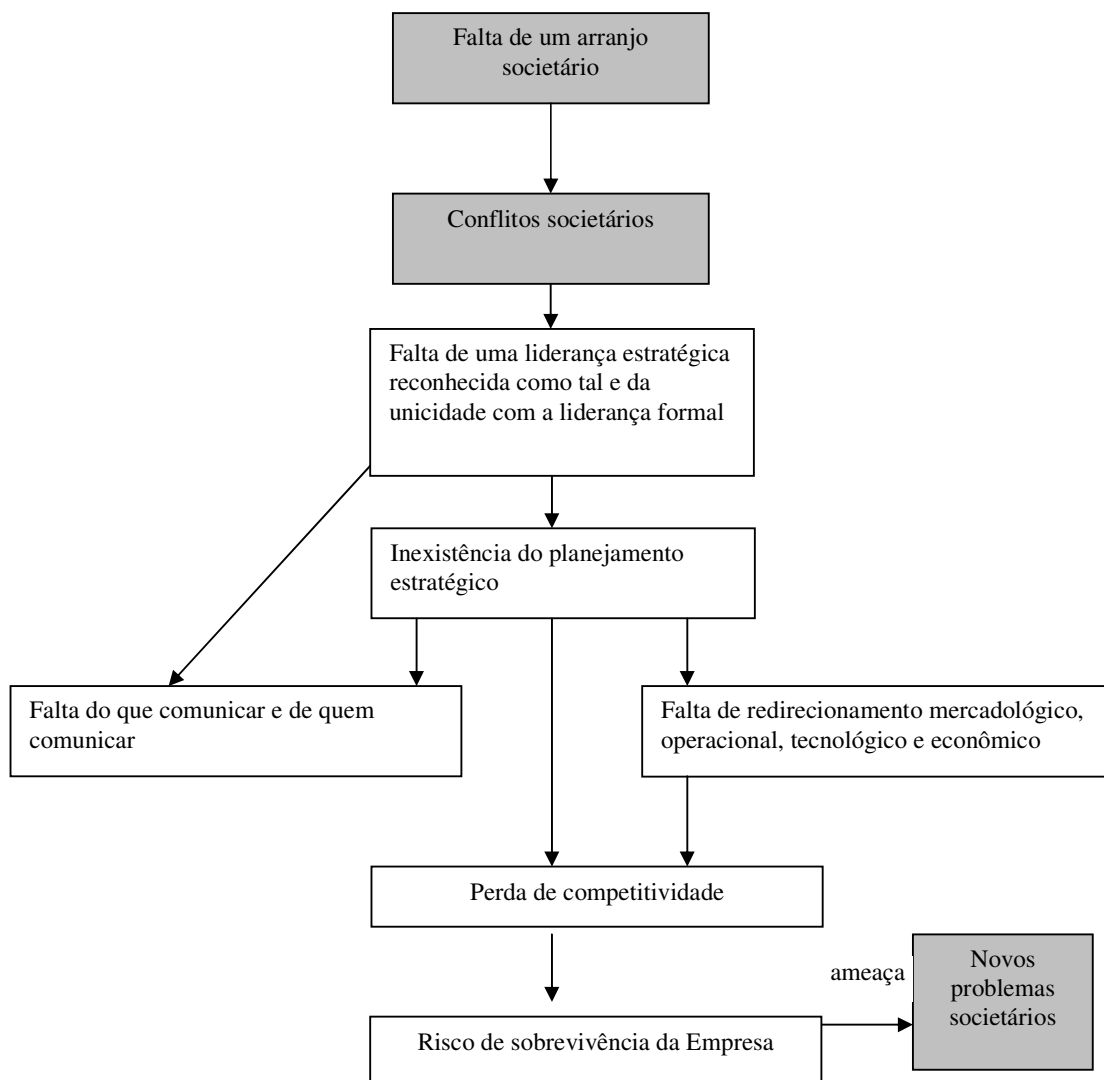 Falta de um arranjo
societário
Conflitos societários
Falta de uma liderança estratégica
reconhecida como tal e da
unicidade com a liderança formal
Inexistência do planejamento
estratégico
Falta do que comunicar e de quem
comunicar
Falta de redirecionamento mercadológico,
operacional, tecnológico e econômico
Perda de competitividade
ameaça
Novos
problemas
societários
Risco de sobrevivência da Empresa